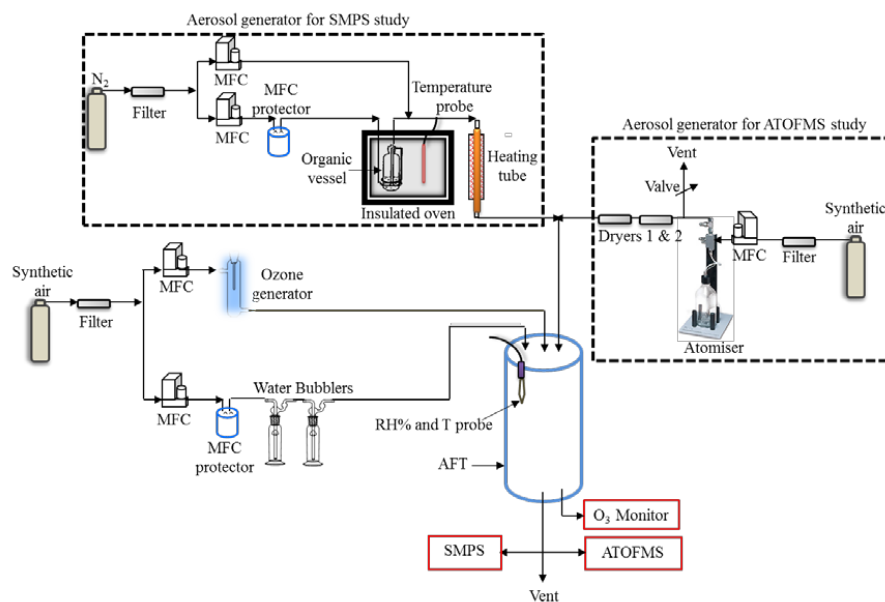 Aerosol generator for SMPS study
N₂
Filter
MFC
MFC
MFC
protector
Temperature
probe
Organic
vessel
Insulated oven
Heating
tube
Aerosol generator for ATOFMS study
Vent
Valve
Dryers 1 & 2
MFC
Filter
Synthetic
air
Atomiser
Synthetic
air
Filter
MFC
Ozone
generator
MFC
MFC
protector
Water Bubblers
RH% and T probe
AFT
O₃ Monitor
SMPS
ATOFMS
Vent